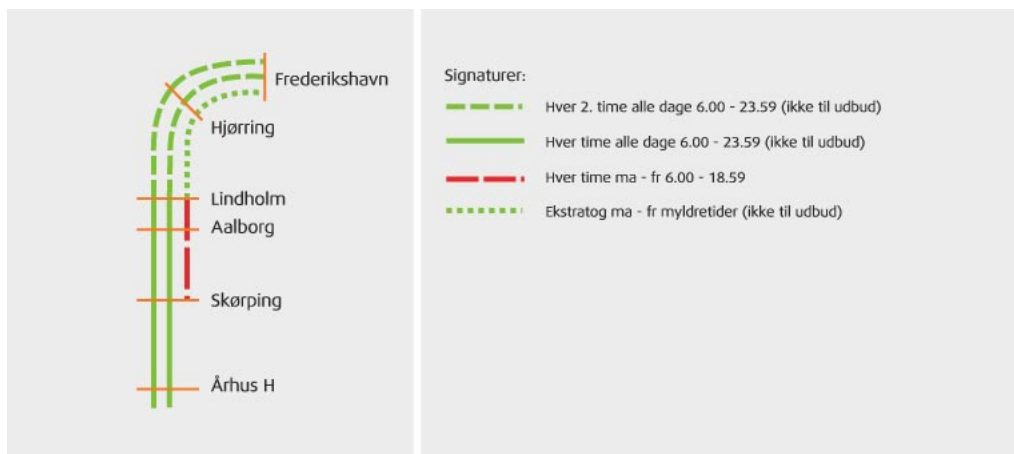 Frederikshavn
Hjørring
Lindholm
Aalborg
Skørping
Århus H
Signaturer:
Hver 2. time alle dage 6.00 - 23.59 (ikke til udbud)
Hver time alle dage 6.00 - 23.59 (ikke til udbud)
Hver time ma - fr 6.00 - 18.59
Ekstratog ma - fr myldretider (ikke til udbud)